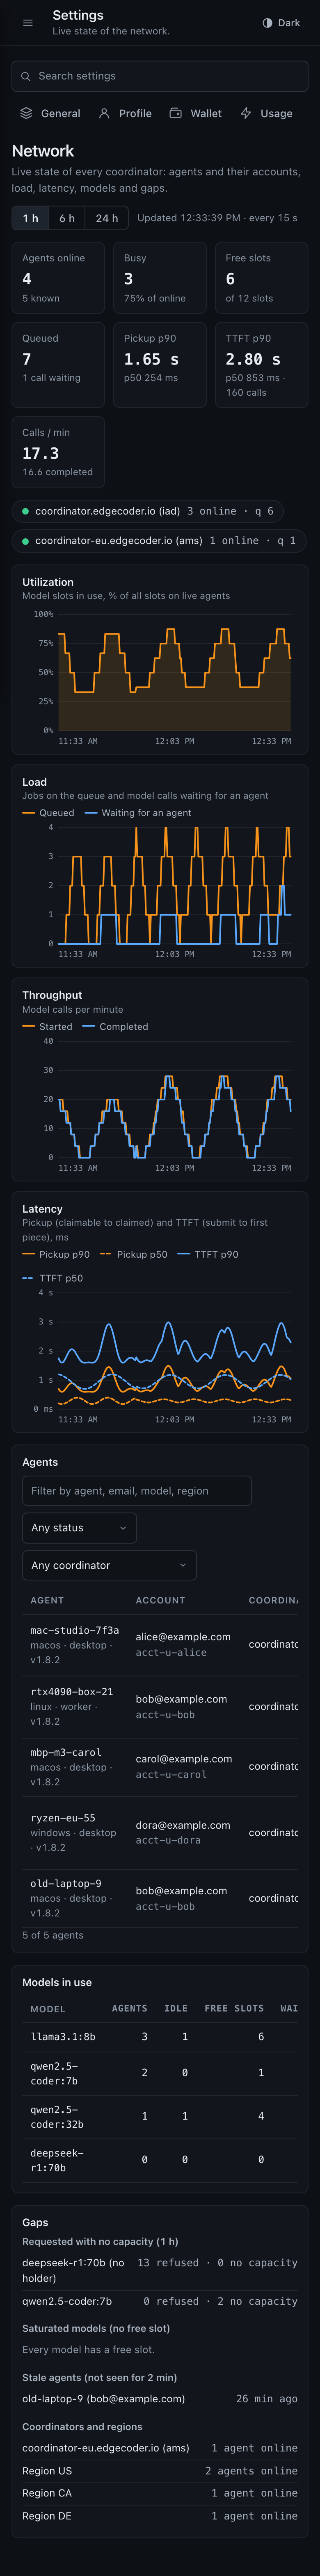 Settings
Live state of the network.
Dark
Search settings
General
Profile
Wallet
Usage
Network
Live state of every coordinator: agents and their accounts,
load, latency, models and gaps.
1 h
6 h
24 h
Updated 12:33:39 PM · every 15 s
Agents online
4
5 known
Busy
3
75% of online
Free slots
6
of 12 slots
Queued
7
1 call waiting
Pickup p90
1.65 s
p50 254 ms
TTFT p90
2.80 s
p50 853 ms ·
160 calls
Calls / min
17.3
16.6 completed
coordinator.edgecoder.io (iad) 3 online · q 6
coordinator-eu.edgecoder.io (ams) 1 online · q 1
Utilization
Model slots in use, % of all slots on live agents
100%
75%
50%
25%
0%
11:33 AM 12:03 PM 12:33 PM
Load
Jobs on the queue and model calls waiting for an agent
Queued Waiting for an agent
4
3
2
1
0
11:33 AM 12:03 PM 12:33 PM
Throughput
Model calls per minute
Started Completed
40
30
20
10
0
11:33 AM 12:03 PM 12:33 PM
Latency
Pickup (claimable to claimed) and TTFT (submit to first
piece), ms
Pickup p90 Pickup p50 TTFT p90
TTFT p50
4 s
3 s
2 s
1 s
0 ms
11:33 AM 12:03 PM 12:33 PM
Agents
Filter by agent, email, model, region
Any status
Any coordinator
AGENT ACCOUNT COORDINA
mac-studio-7f3a
macos · desktop ·
v1.8.2
alice@example.com
acct-u-alice
coordinatc
rtx4090-box-21
linux · worker ·
v1.8.2
bob@example.com
acct-u-bob
coordinatc
mbp-m3-carol
macos · desktop ·
v1.8.2
carol@example.com
acct-u-carol
coordinatc
ryzen-eu-55
windows · desktop
· v1.8.2
dora@example.com
acct-u-dora
coordinatc
old-laptop-9
macos · desktop ·
v1.8.2
bob@example.com
acct-u-bob
coordinatc
5 of 5 agents
Models in use
MODEL AGENTS IDLE FREE SLOTS WAI
llama3.1:8b 3 1 6
qwen2.5-
coder:7b
2 0 1
qwen2.5-
coder:32b
1 1 4
deepseek-
r1:70b
0 0 0
Gaps
Requested with no capacity (1 h)
deepseek-r1:70b (no
holder)
13 refused · 0 no capacity
qwen2.5-coder:7b 0 refused · 2 no capacity
Saturated models (no free slot)
Every model has a free slot.
Stale agents (not seen for 2 min)
old-laptop-9 (bob@example.com) 26 min ago
Coordinators and regions
coordinator-eu.edgecoder.io (ams) 1 agent online
Region US 2 agents online
Region CA 1 agent online
Region DE 1 agent online